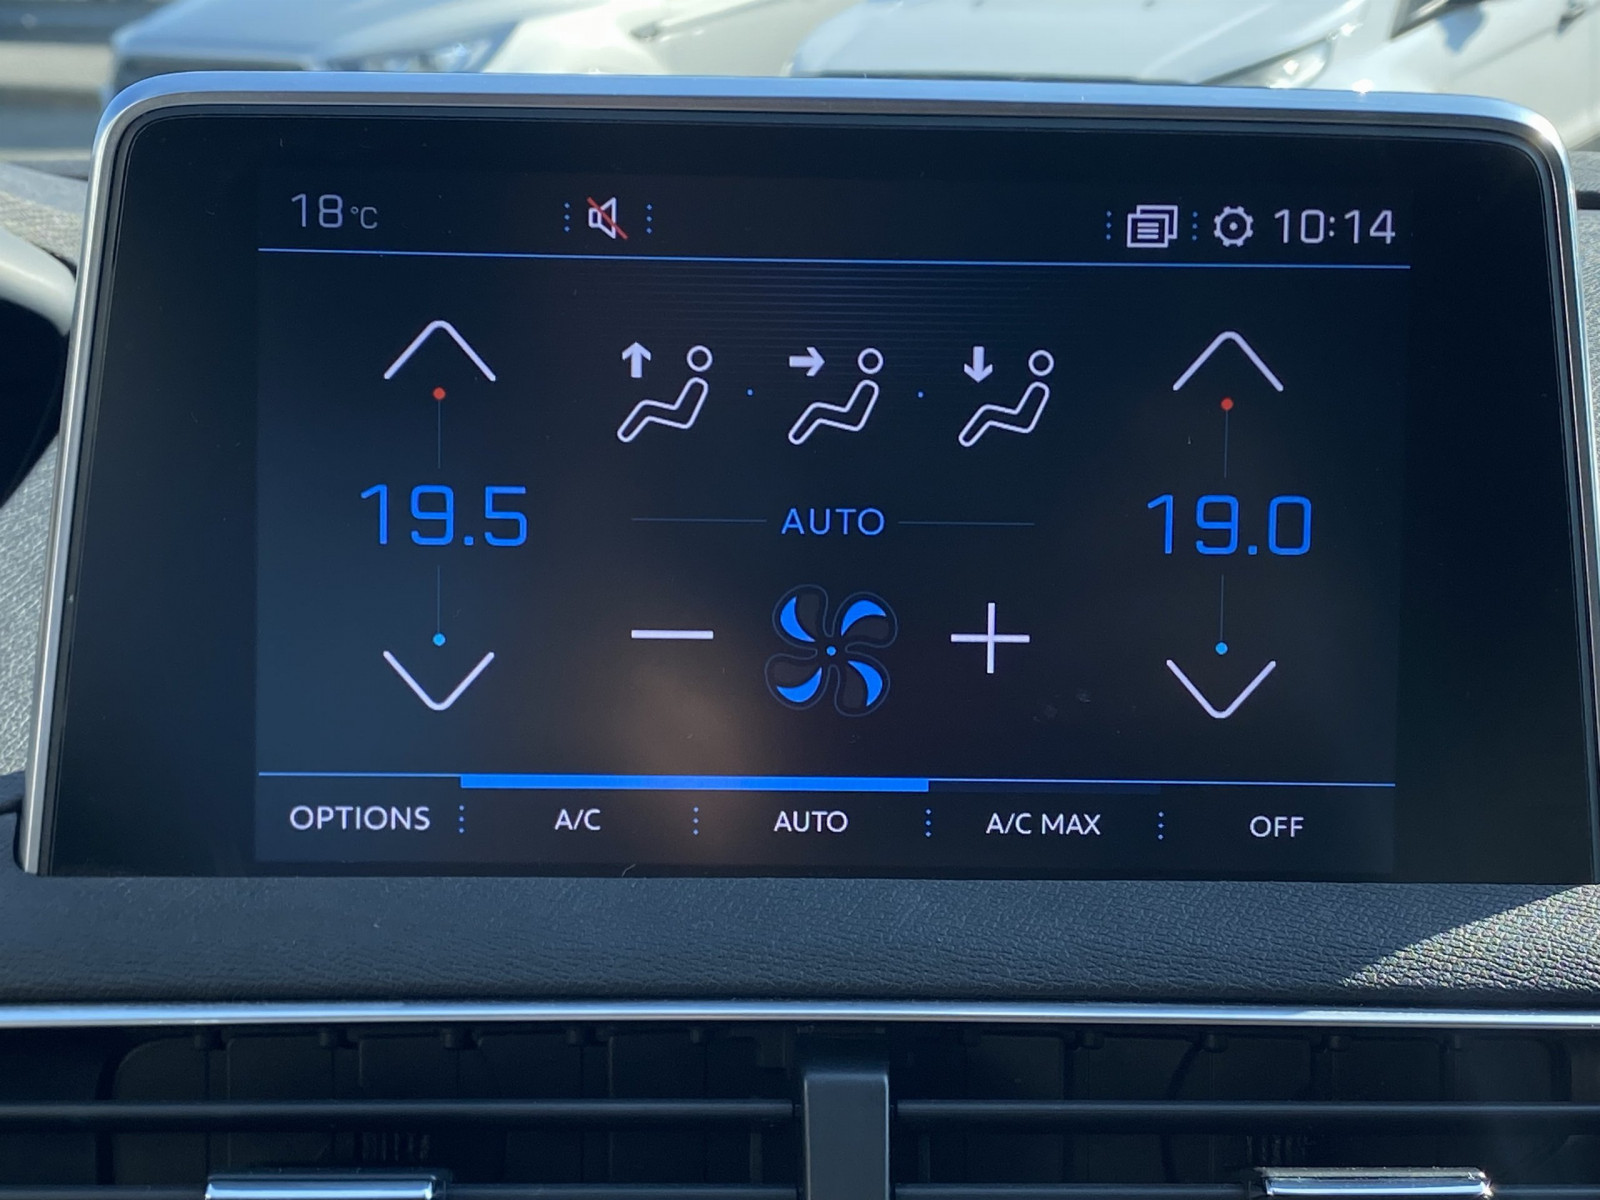 18°C
10:14
19.5
AUTO
19.0
OPTIONS
A/C
AUTO
A/C MAX
OFF